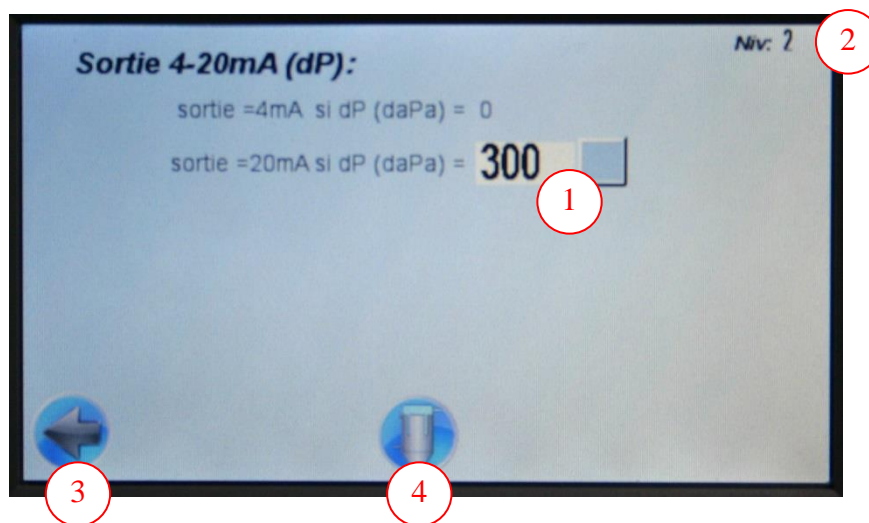 Niv: 2
2
Sortie 4-20mA (dP):
sortie =4mA si dP (daPa) = 0
sortie =20mA si dP (daPa) = 300
1
3
4